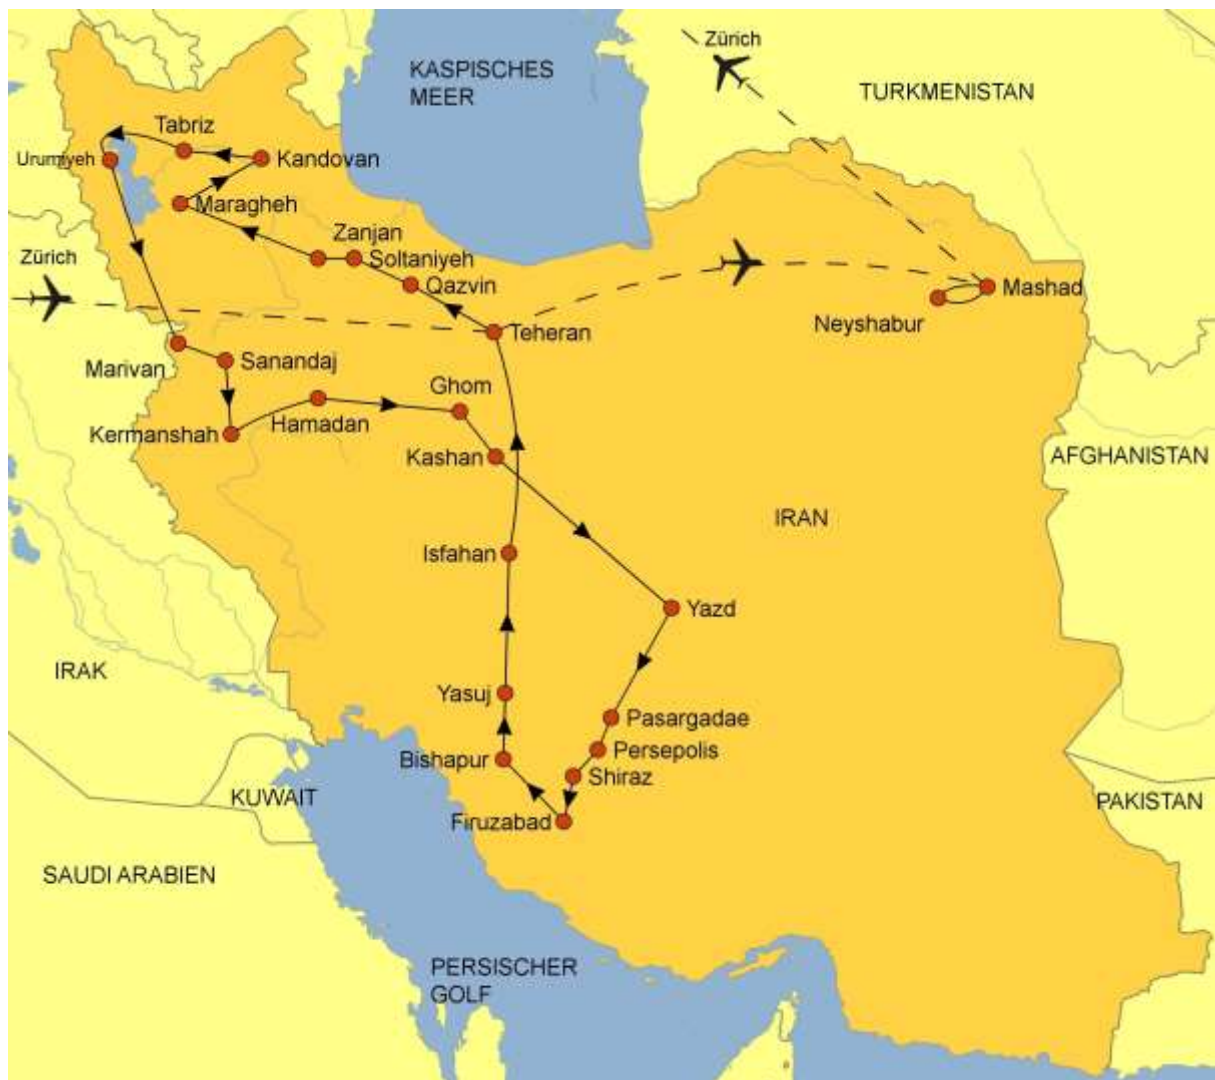 Zürich
KASPISCHES
MEER
TURKMENISTAN
Tabriz
Urumiyeh
Kandovan
Maragheh
Zanjan
Soltaniyeh
Zürich
Qazvin
Mashad
Neyshabur
Teheran
Marivan
Sanandaj
Ghom
Hamadan
Kermanshah
Kashan
AFGHANISTAN
IRAN
Isfahan
Yazd
IRAK
Yasuj
Pasargadae
Persepolis
Bishapur
Shiraz
KUWAIT
PAKISTAN
Firuzabad
SAUDI ARABIEN
PERSISCHER
GOLF